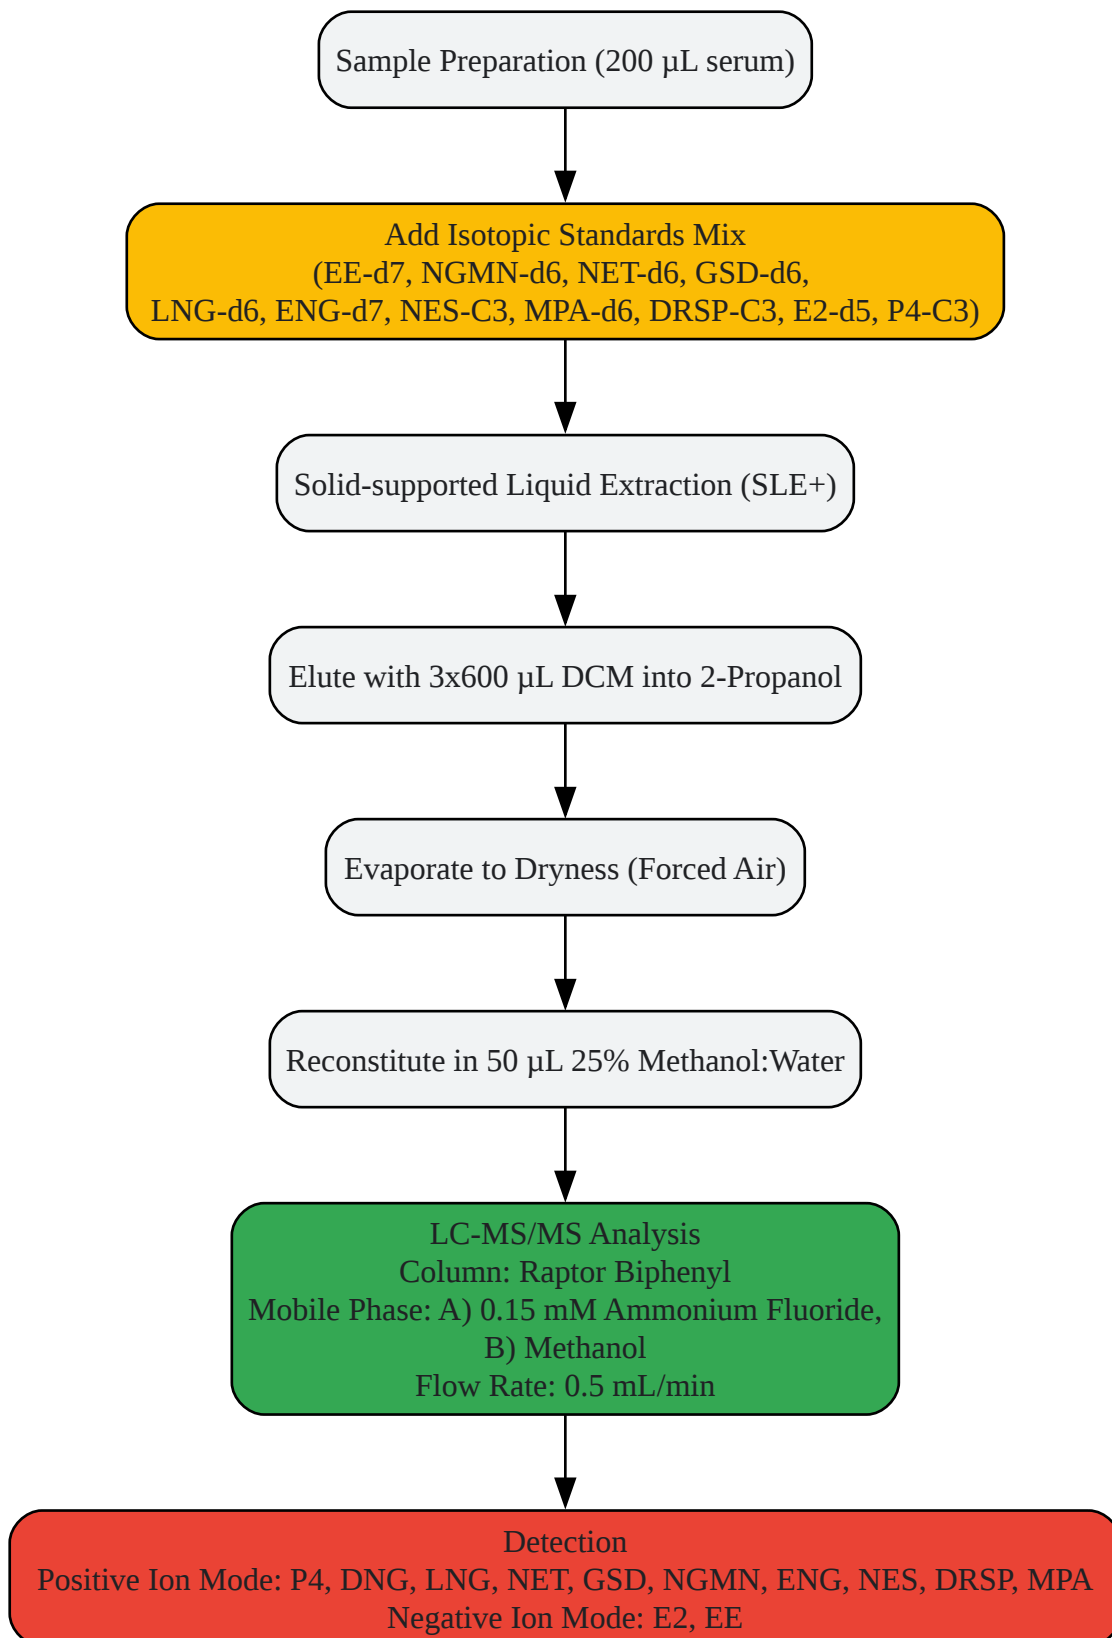 Sample Preparation (200 µL serum)
Add Isotopic Standards Mix
(EE-d7, NGMN-d6, NET-d6, GSD-d6,
LNG-d6, ENG-d7, NES-C3, MPA-d6, DRSP-C3, E2-d5, P4-C3)
Solid-supported Liquid Extraction (SLE+)
Elute with 3x600 µL DCM into 2-Propanol
Evaporate to Dryness (Forced Air)
Reconstitute in 50 µL 25% Methanol:Water
LC-MS/MS Analysis
Column: Raptor Biphenyl
Mobile Phase: A) 0.15 mM Ammonium Fluoride,
B) Methanol
Flow Rate: 0.5 mL/min
Detection
Positive Ion Mode: P4, DNG, LNG, NET, GSD, NGMN, ENG, NES, DRSP, MPA
Negative Ion Mode: E2, EE